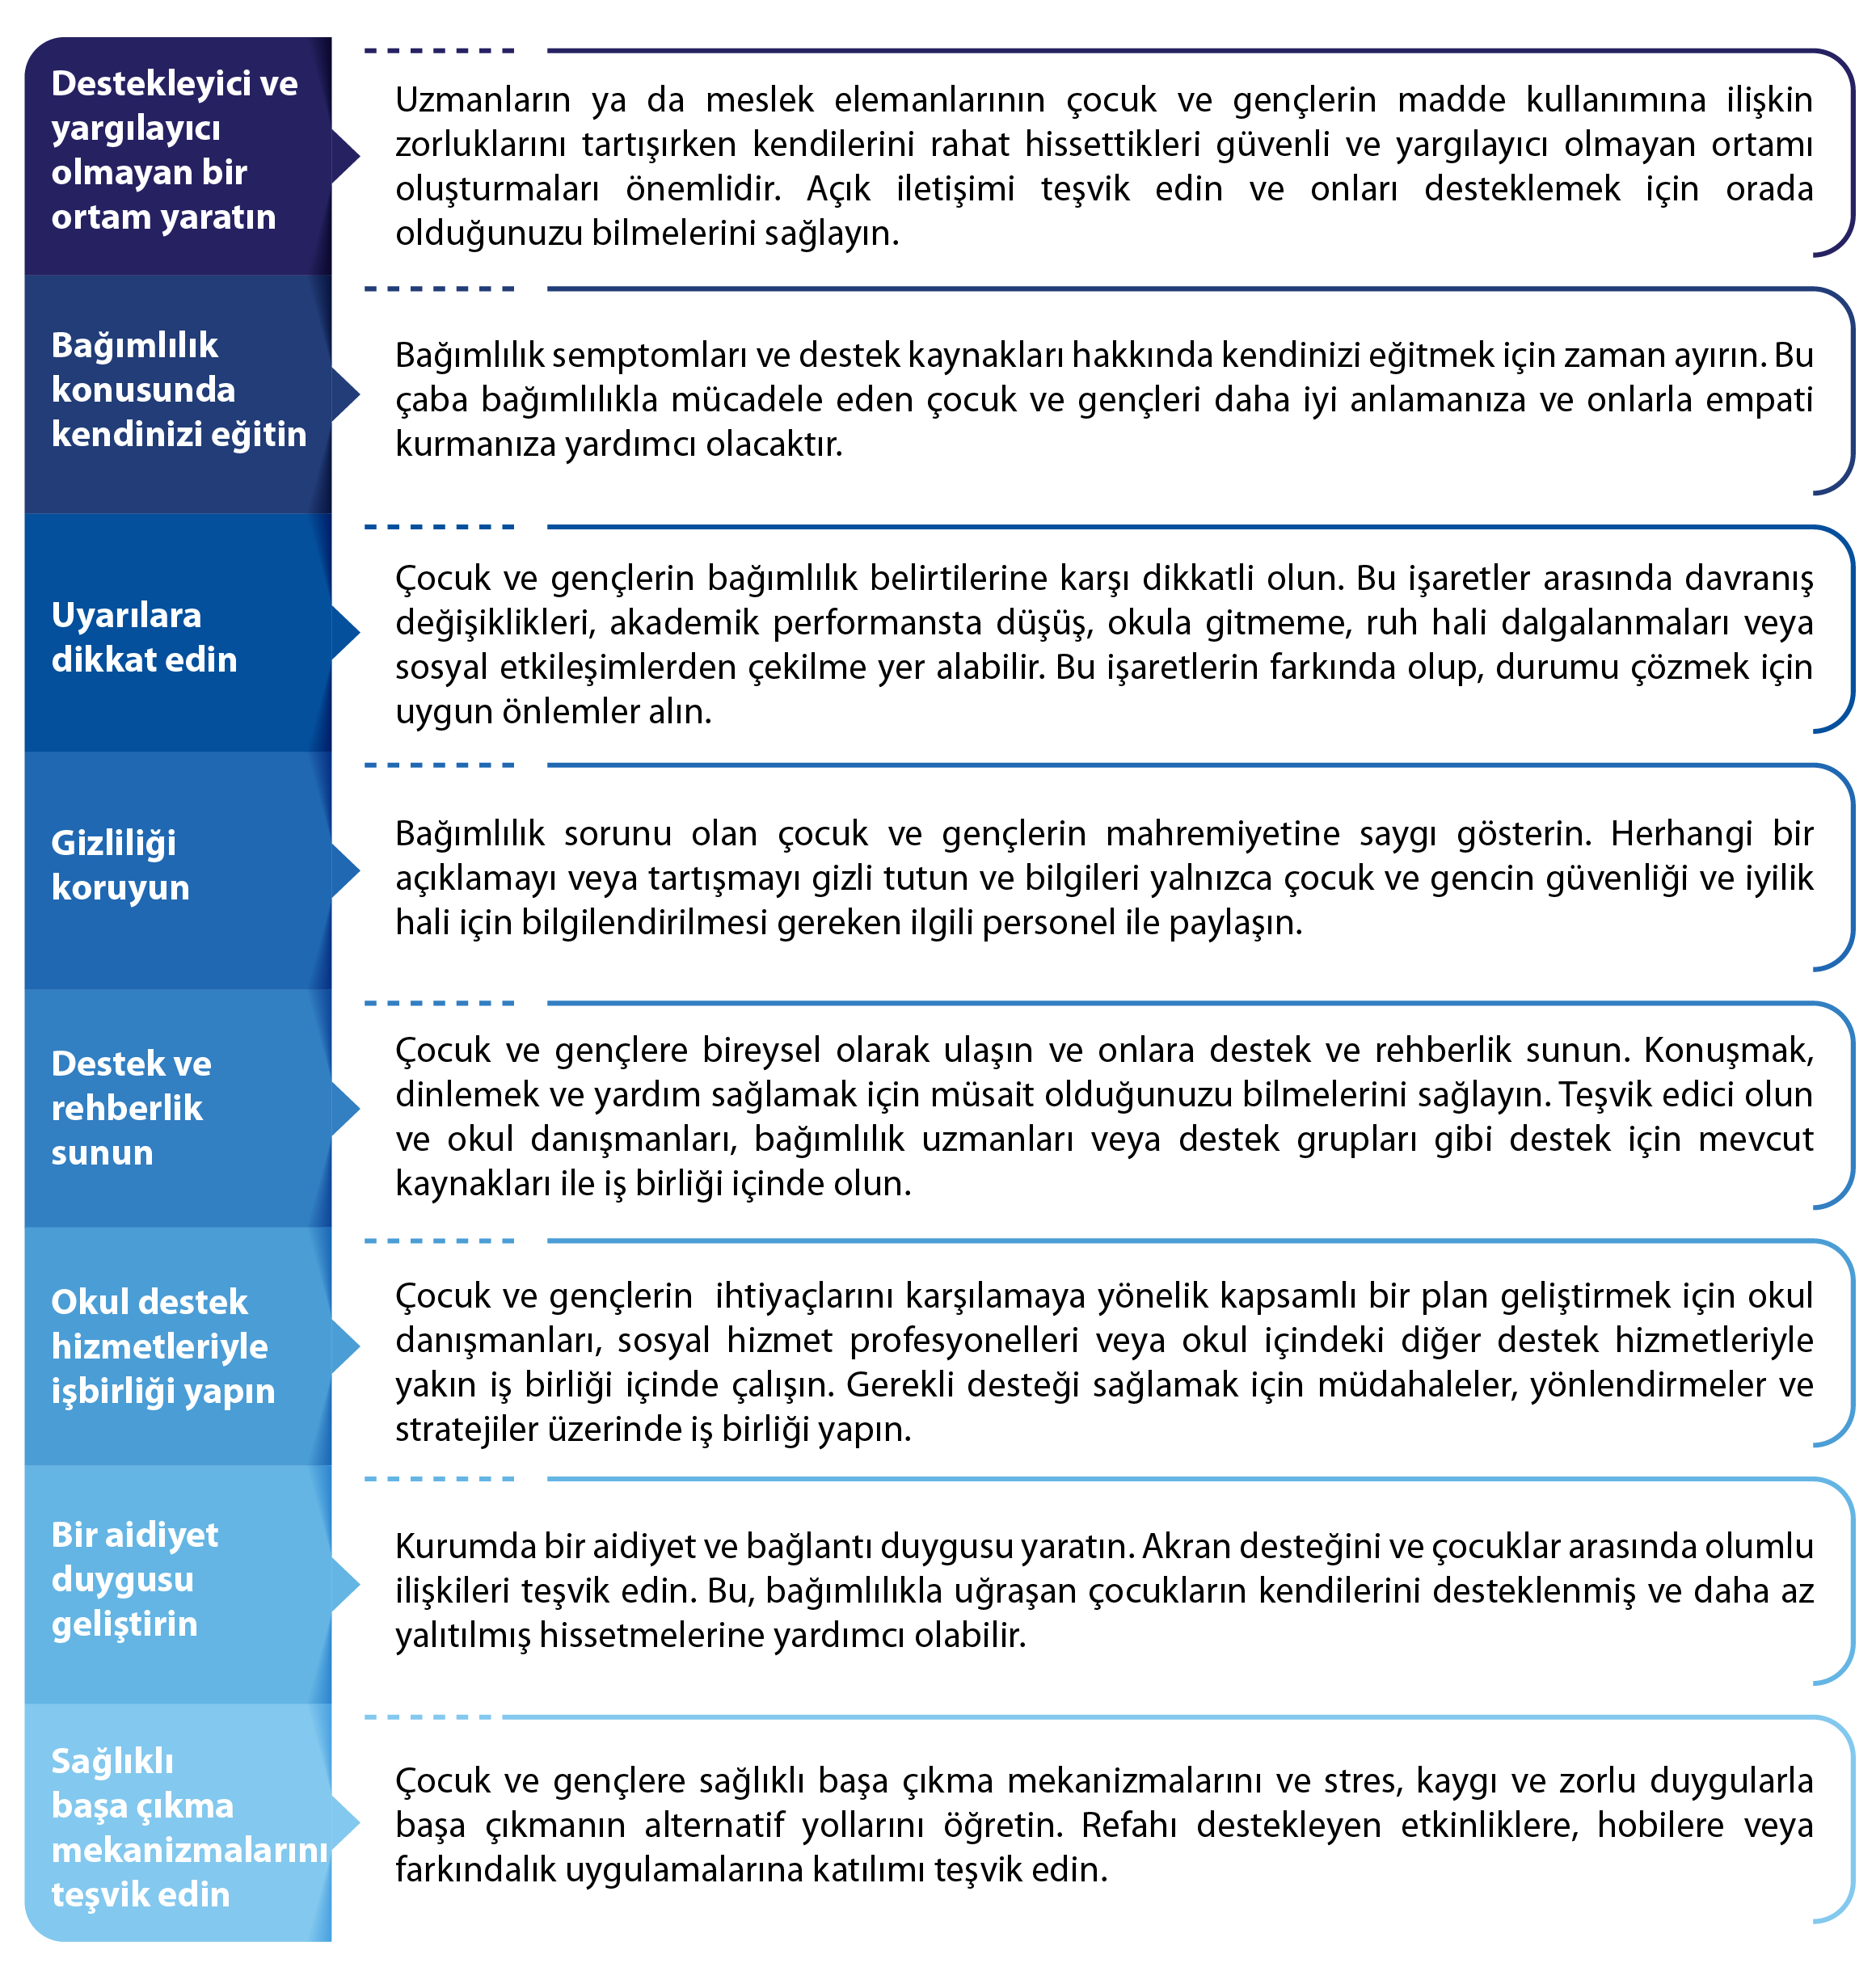 Destekleyici ve
yargılayıcı
olmayan bir
ortam yaratın
Uzmanların ya da meslek elemanlarının çocuk ve gençlerin madde kullanımına ilişkin
zorluklarını tartışırken kendilerini rahat hissettikleri güvenli ve yargılayıcı olmayan ortamı
oluşturmaları önemlidir. Açık iletişimi teşvik edin ve onları desteklemek için orada
olduğunuzu bilmelerini sağlayın.
Bağımlılık
konusunda
kendinizi eğitin
Bağımlılık semptomları ve destek kaynakları hakkında kendinizi eğitmek için zaman ayırın. Bu
çaba bağımlılıkla mücadele eden çocuk ve gençleri daha iyi anlamanıza ve onlarla empati
kurmanıza yardımcı olacaktır.
Uyarılara
dikkat edin
Çocuk ve gençlerin bağımlılık belirtilerine karşı dikkatli olun. Bu işaretler arasında davranış
değişiklikleri, akademik performansta düşüş, okula gitmeme, ruh hali dalgalanmaları veya
sosyal etkileşimlerden çekilme yer alabilir. Bu işaretlerin farkında olup, durumu çözmek için
uygun önlemler alın.
Gizliliği
koruyun
Bağımlılık sorunu olan çocuk ve gençlerin mahremiyetine saygı gösterin. Herhangi bir
açıklamayı veya tartışmayı gizli tutun ve bilgileri yalnızca çocuk ve gencin güvenliği ve iyilik
hali için bilgilendirilmesi gereken ilgili personel ile paylaşın.
Destek ve
rehberlik
sunun
Çocuk ve gençlere bireysel olarak ulaşın ve onlara destek ve rehberlik sunun. Konuşmak,
dinlemek ve yardım sağlamak için müsait olduğunuzu bilmelerini sağlayın. Teşvik edici olun
ve okul danışmanları, bağımlılık uzmanları veya destek grupları gibi destek için mevcut
kaynakları ile iş birliği içinde olun.
Okul destek
hizmetleriyle
işbirliği yapın
Çocuk ve gençlerin ihtiyaçlarını karşılamaya yönelik kapsamlı bir plan geliştirmek için okul
danışmanları, sosyal hizmet profesyonelleri veya okul içindeki diğer destek hizmetleriyle
yakın iş birliği içinde çalışın. Gerekli desteği sağlamak için müdahaleler, yönlendirmeler ve
stratejiler üzerinde iş birliği yapın.
Bir aidiyet
duygusu
geliştirin
Kurumda bir aidiyet ve bağlantı duygusu yaratın. Akran desteğini ve çocuklar arasında olumlu
ilişkileri teşvik edin. Bu, bağımlılıkla uğraşan çocukların kendilerini desteklenmiş ve daha az
yalıtılmış hissetmelerine yardımcı olabilir.
Sağlıklı
başa çıkma
mekanizmalarını
teşvik edin
Çocuk ve gençlere sağlıklı başa çıkma mekanizmalarını ve stres, kaygı ve zorlu duygularla
başa çıkmanın alternatif yollarını öğretin. Refahı destekleyen etkinliklere, hobilere veya
farkındalık uygulamalarına katılımı teşvik edin.